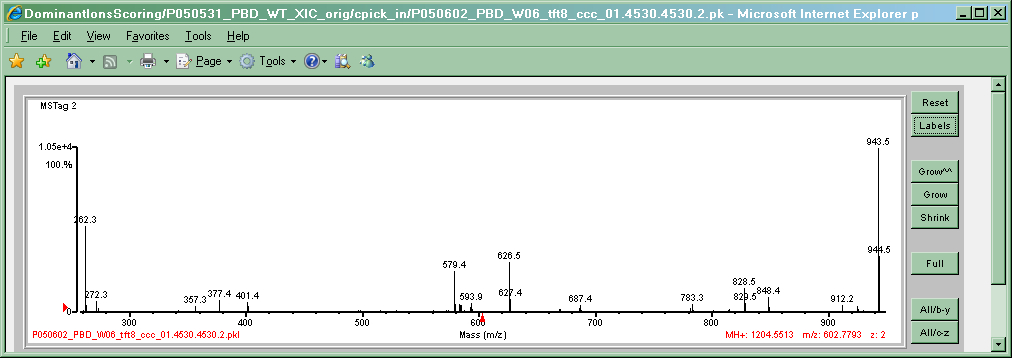 DominantIonsScoring/P050531_PBD_WT_XIC_orig/cpick_in/P050602_PBD_W06_tft8_ccc_01.4530.4530.2.pk - Microsoft Internet Explorer p
File Edit View Favorites Tools Help
Page Tools
MSTag 2
Reset
Labels
1.05e+4
943.5
100.%
Grow^^
Grow
262.3
Shrink
944.5
626.5
579.4
Full
828.5
272.3
357.3
377.4
401.4
593.9
627.4
687.4
783.3
829.5
848.4
912.2
All/b-y
300 400 500 600 700 800 900
P050602_PBD_W06_tft8_ccc_01.4530.4530.2.pkl
Mass (m/z)
MH+: 1204.5513 m/z: 602.7793 z: 2
All/c-z